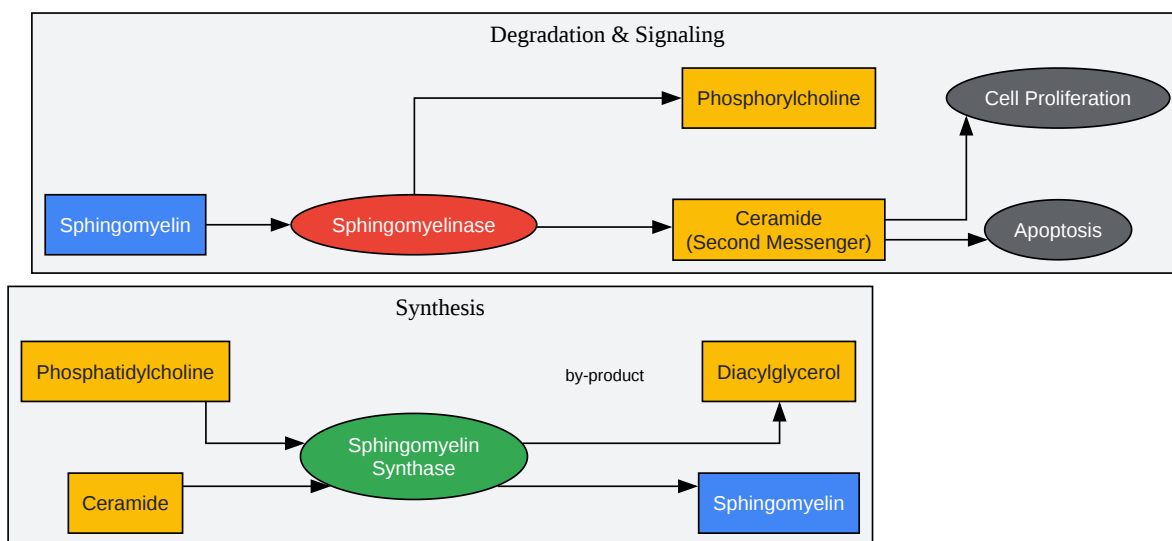 Degradation & Signaling
Phosphorylcholine
Cell Proliferation
Sphingomyelin
Sphingomyelinase
Ceramide
(Second Messenger)
Apoptosis
Synthesis
Phosphatidylcholine
by-product
Diacylglycerol
Sphingomyelin
Synthase
Ceramide
Sphingomyelin